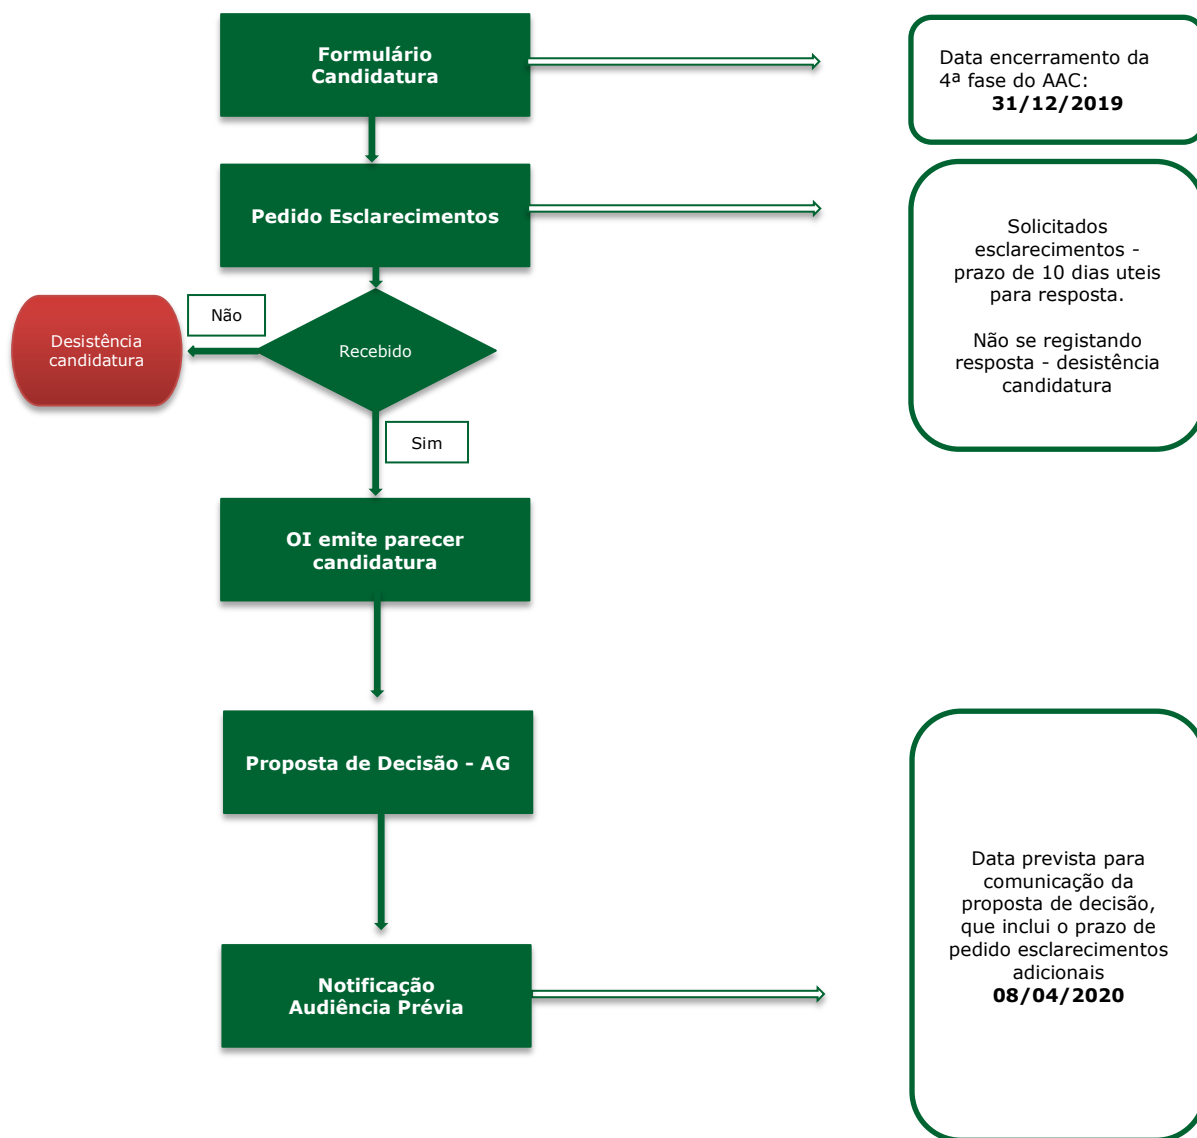 Formulário
Candidatura
Data encerramento da
4ª fase do AAC:
31/12/2019
Pedido Esclarecimentos
Solicitados
esclarecimentos -
prazo de 10 dias uteis
para resposta.
Não se registando
resposta - desistência
candidatura
Não
Desistência
candidatura
Recebido
Sim
OI emite parecer
candidatura
Proposta de Decisão - AG
Data prevista para
comunicação da
proposta de decisão,
que inclui o prazo de
pedido esclarecimentos
adicionais
08/04/2020
Notificação
Audiência Prévia